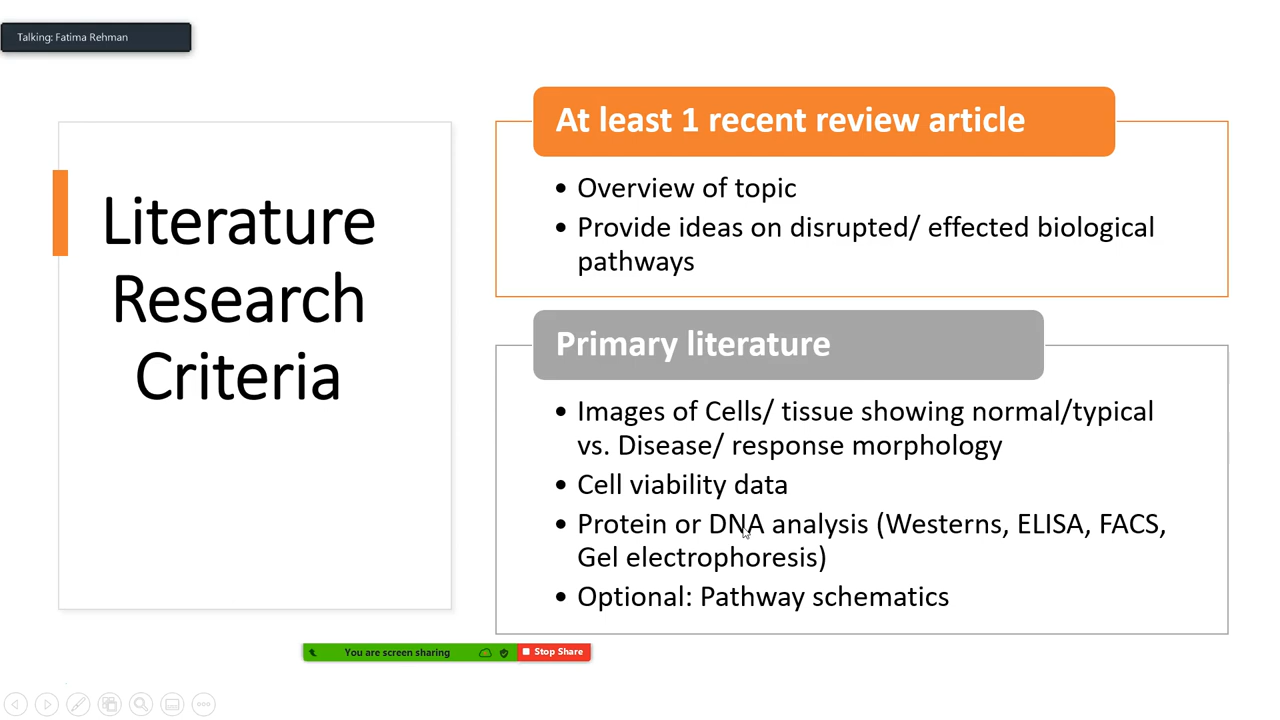 Talking: Fatima Rehman
Literature
Research
Criteria
At least 1 recent review article
• Overview of topic
• Provide ideas on disrupted/ effected biological
pathways
Primary literature
• Images of Cells/ tissue showing normal/typical
vs. Disease/ response morphology
• Cell viability data
• Protein or DNA analysis (Westerns, ELISA, FACS,
Gel electrophoresis)
• Optional: Pathway schematics
You are screen sharing
Stop Share